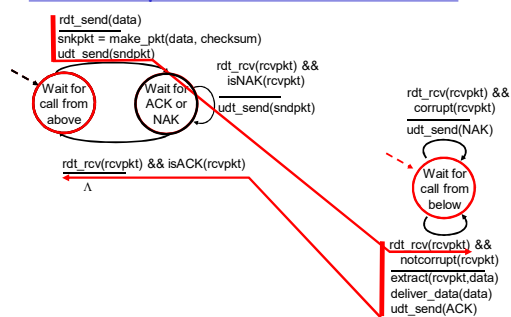 rdt_send(data)
snkpkt = make_pkt(data, checksum)
udt_send(sndpkt)
Wait for
call from
above
Wait for
ACK or
NAK
rdt_rcv(rcvpkt) &&
isNAK(rcvpkt)
udt_send(sndpkt)
rdt_rcv(rcvpkt) && isACK(rcvpkt)
Λ
rdt_rcv(rcvpkt) &&
corrupt(rcvpkt)
udt_send(NAK)
Wait for
call from
below
rdt_rcv(rcvpkt) &&
notcorrupt(rcvpkt)
extract(rcvpkt,data)
deliver_data(data)
udt_send(ACK)